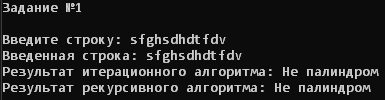 Задание №1
Введите строку: sfghsdhdtfdv
Введенная строка: sfghsdhdtfdv
Результат итерационного алгоритма: Не палиндром
Результат рекурсивного алгоритма: Не палиндром